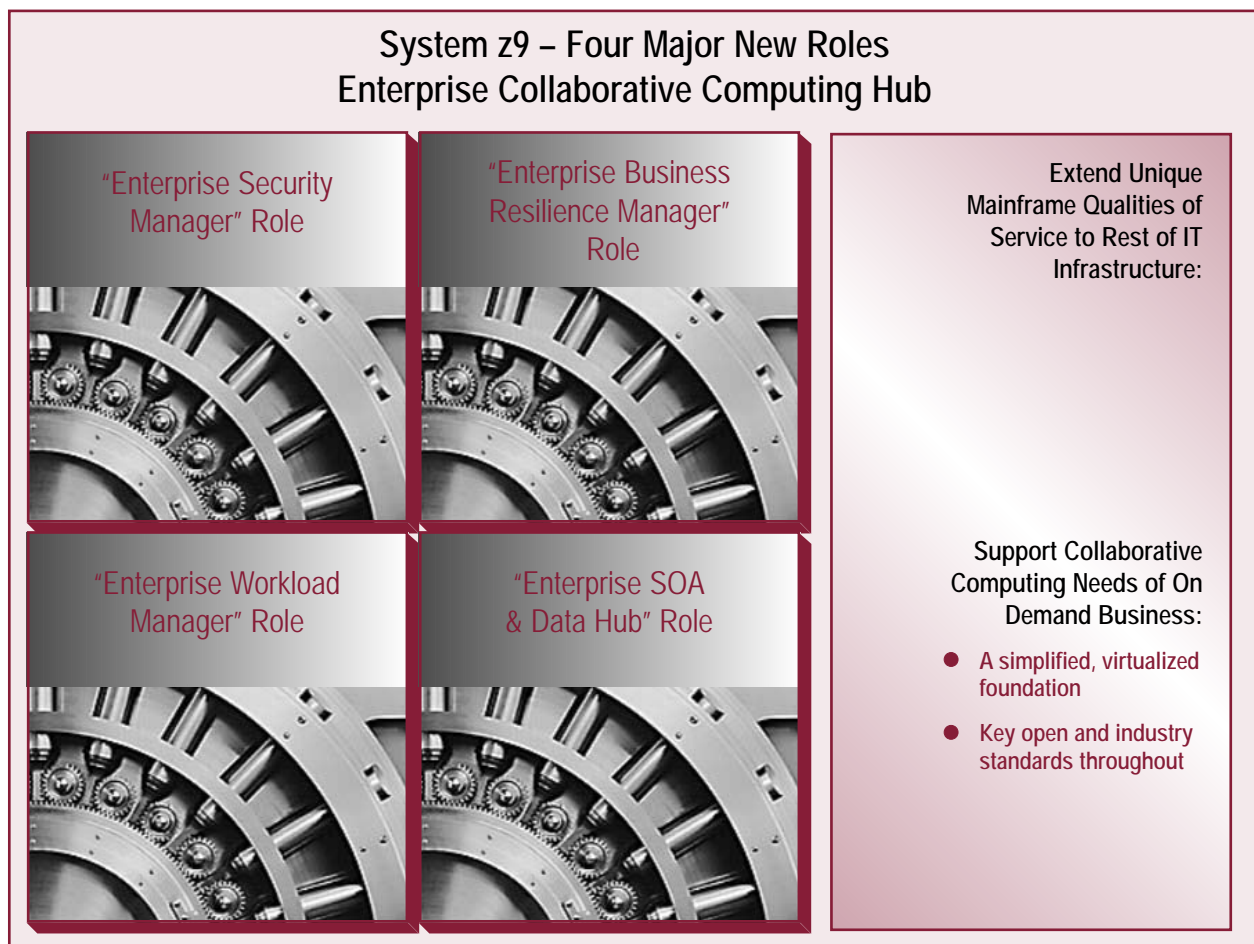 System z9 – Four Major New Roles
Enterprise Collaborative Computing Hub
“Enterprise Security
Manager” Role
“Enterprise Business
Resilience Manager”
Role
“Enterprise Workload
Manager” Role
“Enterprise SOA
& Data Hub” Role
Extend Unique
Mainframe Qualities of
Service to Rest of IT
Infrastructure:
Support Collaborative
Computing Needs of On
Demand Business:
● A simplified, virtualized
foundation
● Key open and industry
standards throughout